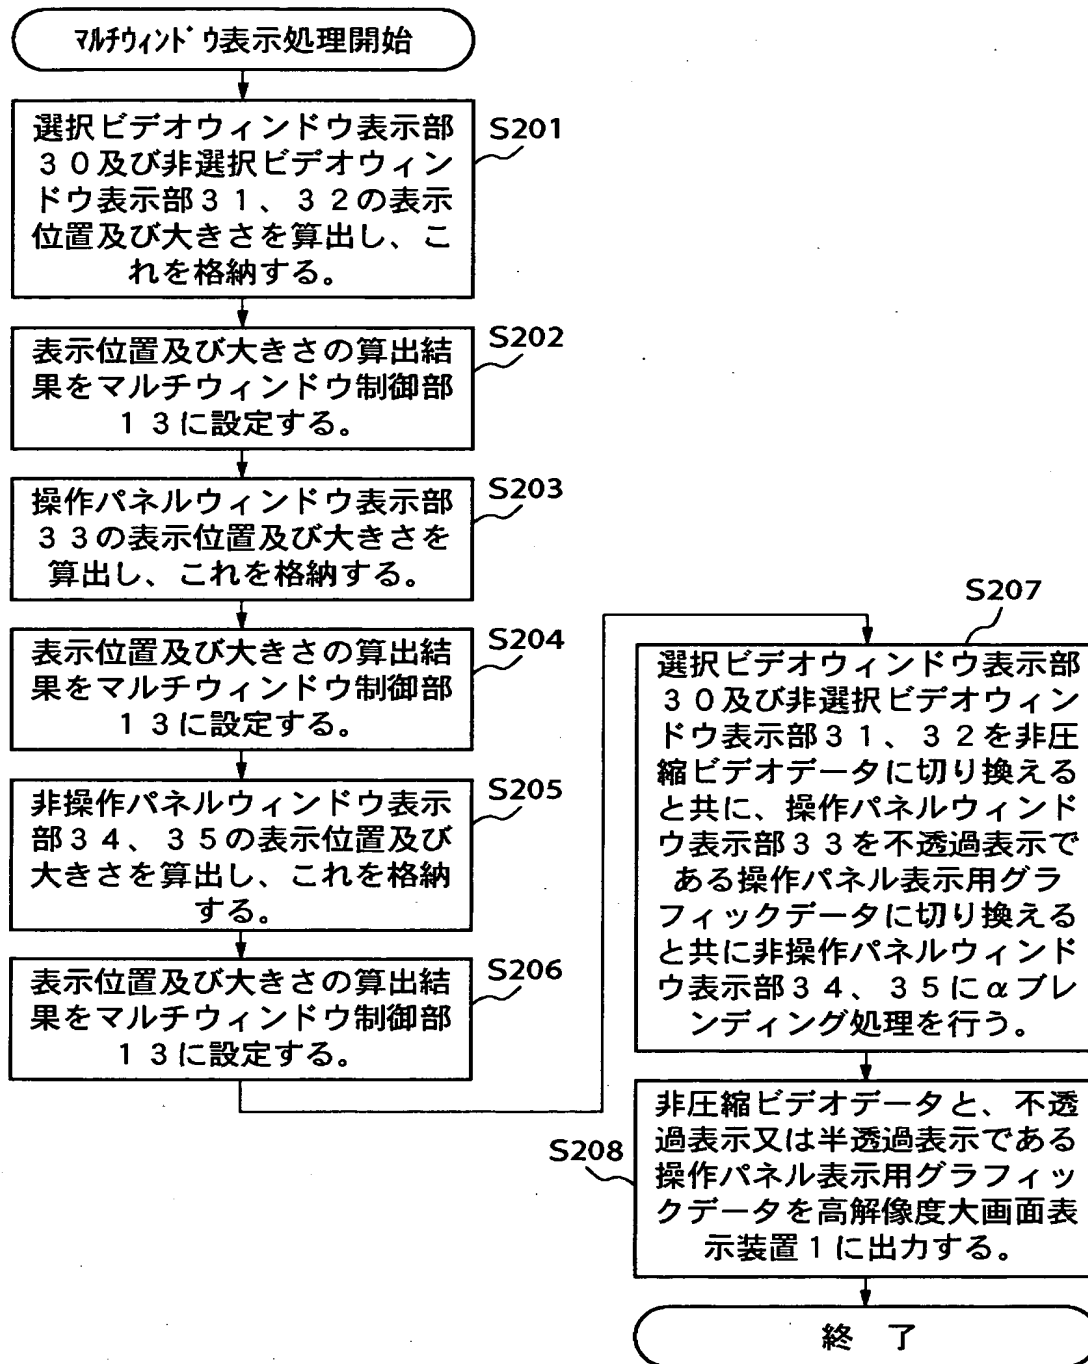 マルチウィンドウ表示処理開始
選択ビデオウィンドウ表示部
３０及び非選択ビデオウィン
ドウ表示部３１、３２の表示
位置及び大きさを算出し、こ
れを格納する。
S201
表示位置及び大きさの算出結
果をマルチウィンドウ制御部
１３に設定する。
S202
操作パネルウィンドウ表示部
３３の表示位置及び大きさを
算出し、これを格納する。
S203
表示位置及び大きさの算出結
果をマルチウィンドウ制御部
１３に設定する。
S204
非操作パネルウィンドウ表示
部３４、３５の表示位置及び
大きさを算出し、これを格納
する。
S205
表示位置及び大きさの算出結
果をマルチウィンドウ制御部
１３に設定する。
S206
S207
選択ビデオウィンドウ表示部
３０及び非選択ビデオウィン
ドウ表示部３１、３２を非圧
縮ビデオデータに切り換える
と共に、操作パネルウィンド
ウ表示部３３を不透過表示で
ある操作パネル表示用グラ
フィックデータに切り換える
と共に非操作パネルウィンド
ウ表示部３４、３５にαブレ
ンディング処理を行う。
S208
非圧縮ビデオデータと、不透
過表示又は半透過表示である
操作パネル表示用グラフィッ
クデータを高解像度大画面表
示装置１に出力する。
終 了